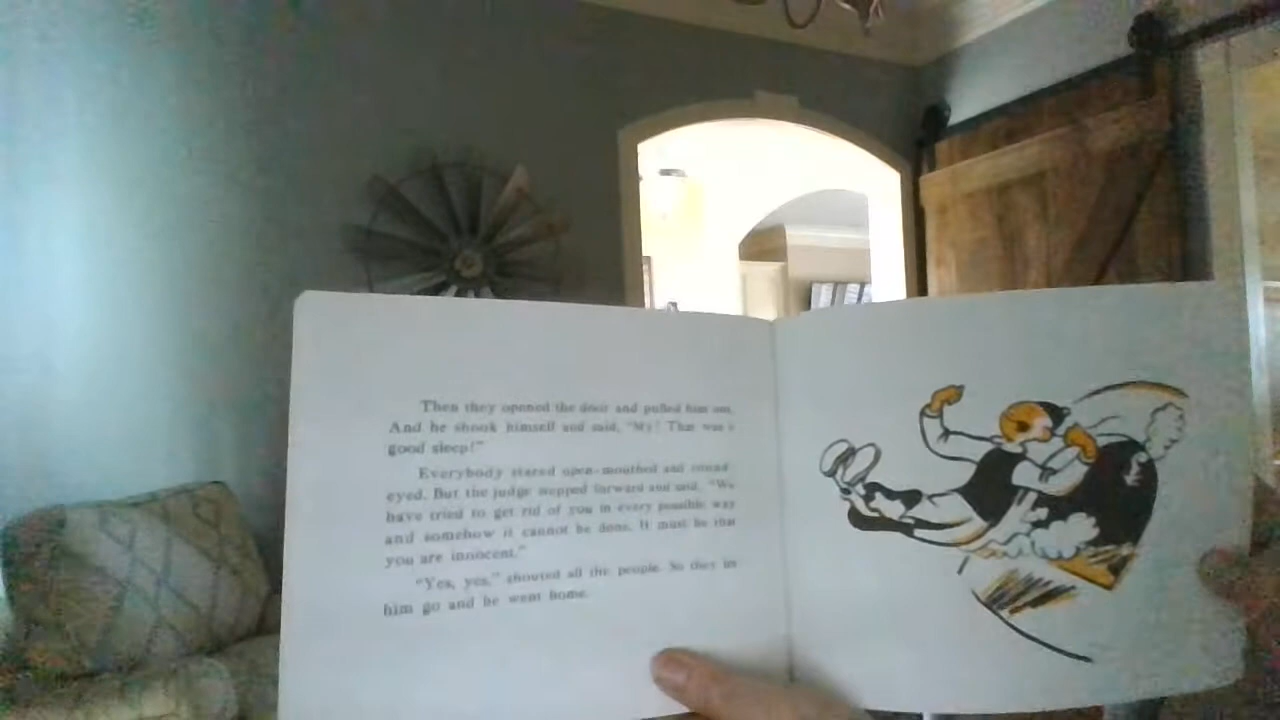 Then they opened the door and pulled him out.
And he shook himself and said, "My! That was a
good sleep!"
Everybody stared open-mouthed and round-
eyed. But the judge stepped forward and said, "We
have tried to get rid of you in every possible way
and somehow it cannot be done. It must be that
you are innocent."
"Yes, yes," shouted all the people. So they let
him go and he went home.